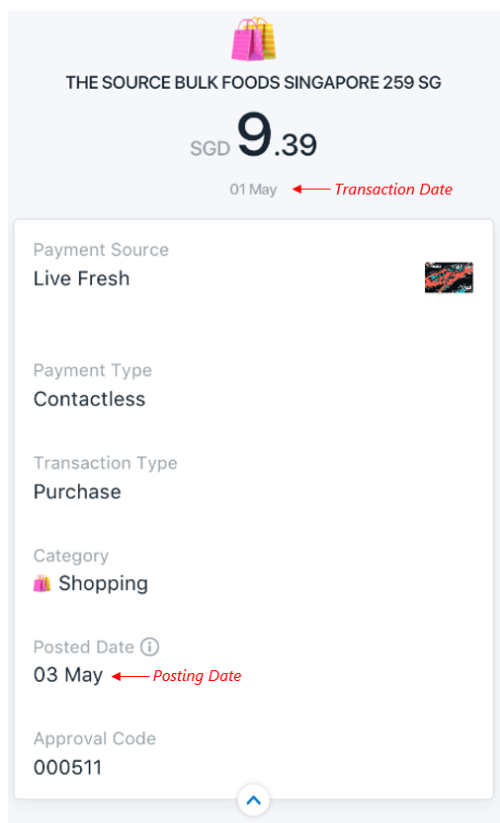 THE SOURCE BULK FOODS SINGAPORE 259 SG
SGD 9.39
01 May Transaction Date
Payment Source
Live Fresh
Payment Type
Contactless
Transaction Type
Purchase
Category
Shopping
Posted Date
03 May Posting Date
Approval Code
000511